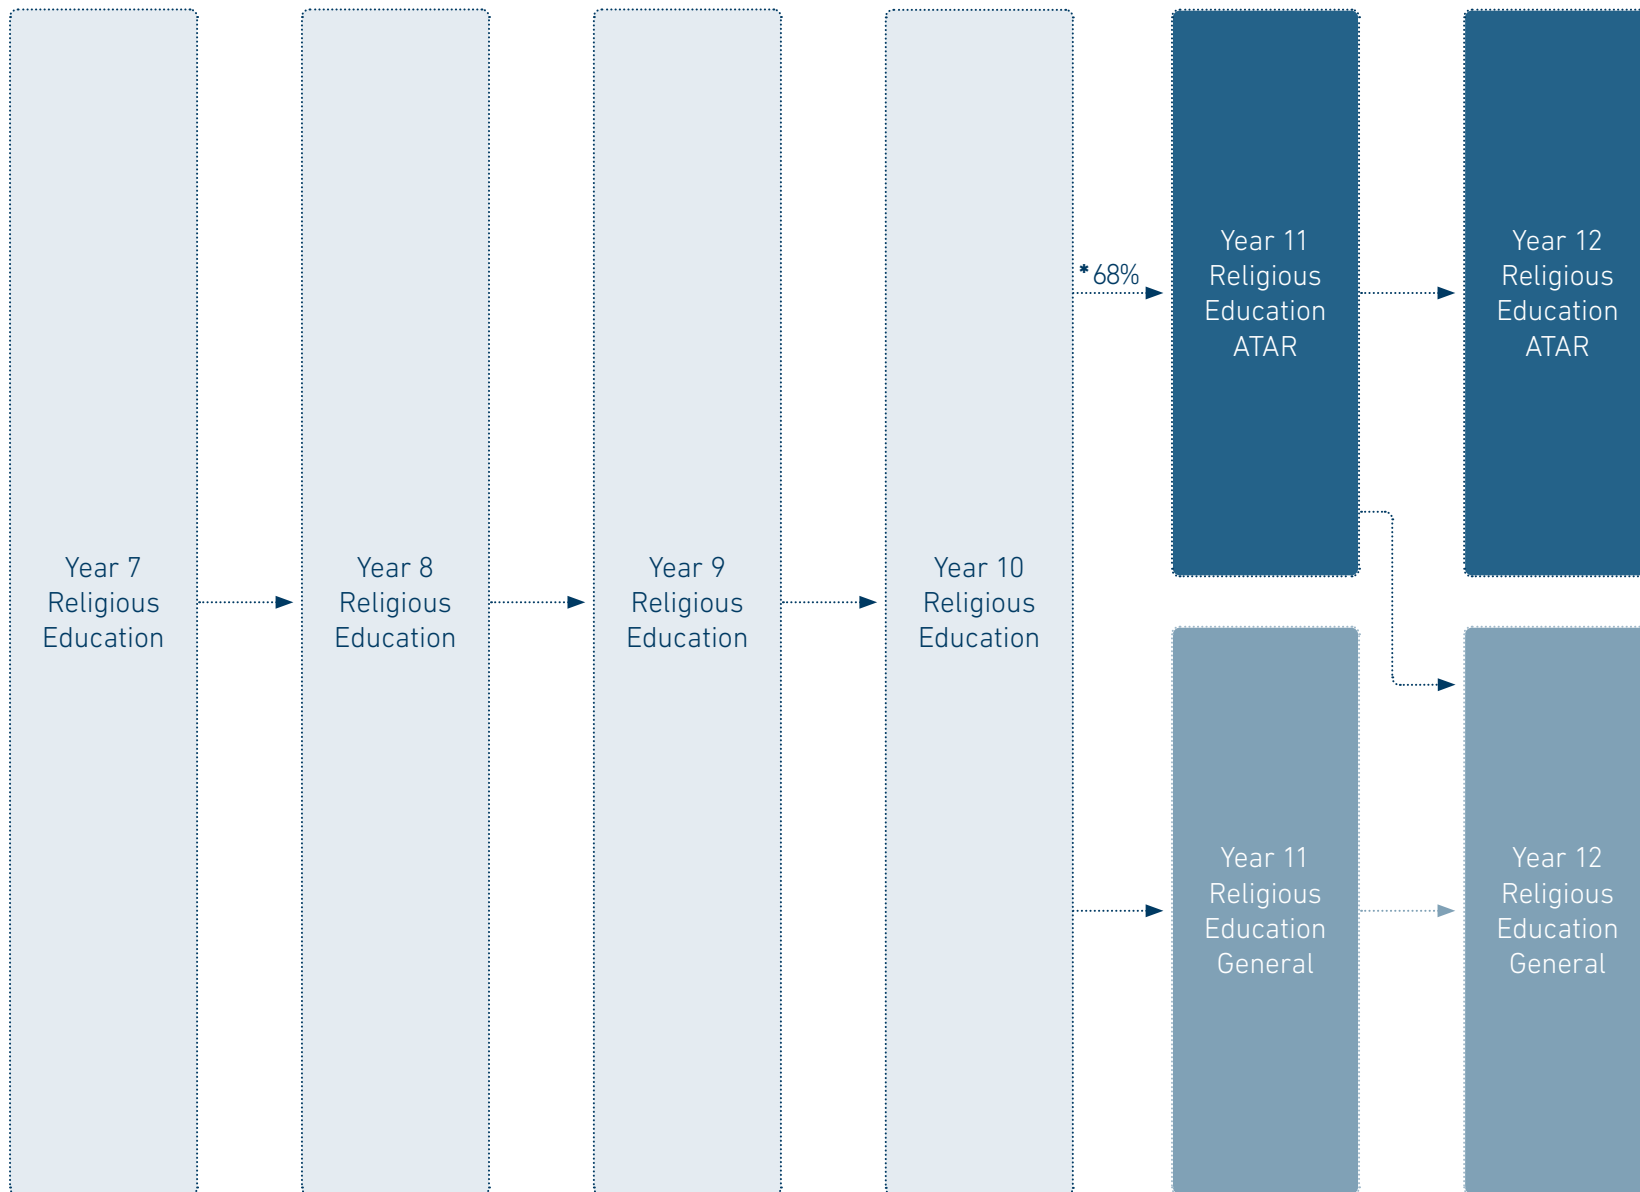 Year 7
Religious
Education
Year 8
Religious
Education
Year 9
Religious
Education
Year 10
Religious
Education
*68%
Year 11
Religious
Education
ATAR
Year 12
Religious
Education
ATAR
Year 11
Religious
Education
General
Year 12
Religious
Education
General